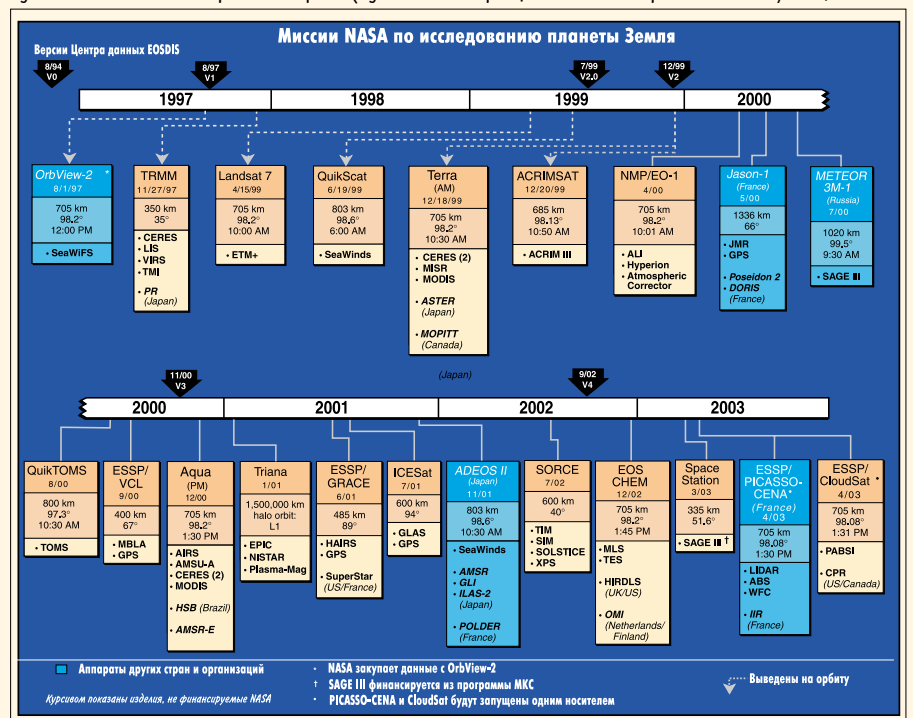 Миссии NASA по исследованию планеты Земля
Версии Центра данных EOSDIS
8/94
V0
8/97
V1
7/99
V2.0
12/99
V2
1997
1998
1999
2000
OrbView-2 *
8/1/97
705 km
98.2°
12:00 PM
• SeaWiFS
TRMM
11/27/97
350 km
35°
• CERES
• LIS
• VIRS
• TMI
• PR
(Japan)
Landsat 7
4/15/99
705 km
98.2°
10:00 AM
• ETM+
QuikScat
6/19/99
803 km
98.6°
6:00 AM
• SeaWinds
Terra
(AM)
12/18/99
705 km
98.2°
10:30 AM
• CERES (2)
• MISR
• MODIS
• ASTER
(Japan)
• MOPITT
(Canada)
(Japan)
ACRIMSAT
12/20/99
685 km
98.13°
10:50 AM
• ACRIM III
NMP/EO-1
4/00
705 km
98.2°
10:01 AM
• ALI
• Hyperion
• Atmospheric
Corrector
Jason-1
(France)
5/00
1336 km
66°
• JMR
• GPS
• Poseidon 2
• DORIS
(France)
METEOR
3M-1
(Russia)
7/00
1020 km
99.5°
9:30 AM
• SAGE III
11/00
V3
9/02
V4
2000
2001
2002
2003
QuikTOMS
8/00
800 km
97.3°
10:30 AM
• TOMS
ESSP/
VCL
9/00
400 km
67°
• MBLA
• GPS
Aqua
(PM)
12/00
705 km
98.2°
1:30 PM
• AIRS
• AMSU-A
• CERES (2)
• MODIS
• HSB (Brazil)
• AMSR-E
Triana
1/01
1,500,000 km
halo orbit:
L1
• EPIC
• NISTAR
• Plasma-Mag
ESSP/
GRACE
6/01
485 km
89°
• HAIRS
• GPS
• SuperStar
(US/France)
ICESat
7/01
600 km
94°
• GLAS
• GPS
ADEOS II
(Japan)
11/01
803 km
98.6°
10:30 AM
• SeaWinds
• AMSR
• GLI
• ILAS-2
(Japan)
• POLDER
(France)
SORCE
7/02
600 km
40°
• TIM
• SIM
• SOLSTICE
• XPS
EOS
CHEM
12/02
705 km
98.2°
1:45 PM
• MLS
• TES
• HIRDLS
(UK/US)
• OMI
(Netherlands/
Finland)
Space
Station
3/03
335 km
51.6°
• SAGE III †
ESSP/
PICASSO-
CENA•
(France)
4/03
705 km
98.08°
1:30 PM
• LIDAR
• ABS
• WFC
• IIR
(France)
ESSP/
CloudSat •
4/03
705 km
98.08°
1:31 PM
• PABSI
• CPR
(US/Canada)
Аппараты других стран и организаций
Курсивом показаны изделия, не финансируемые NASA
· NASA закупает данные с OrbView-2
† SAGE III финансируется из программы МКС
· PICASSO-CENA и CloudSat будут запущены одним носителем
Выведены на орбиту